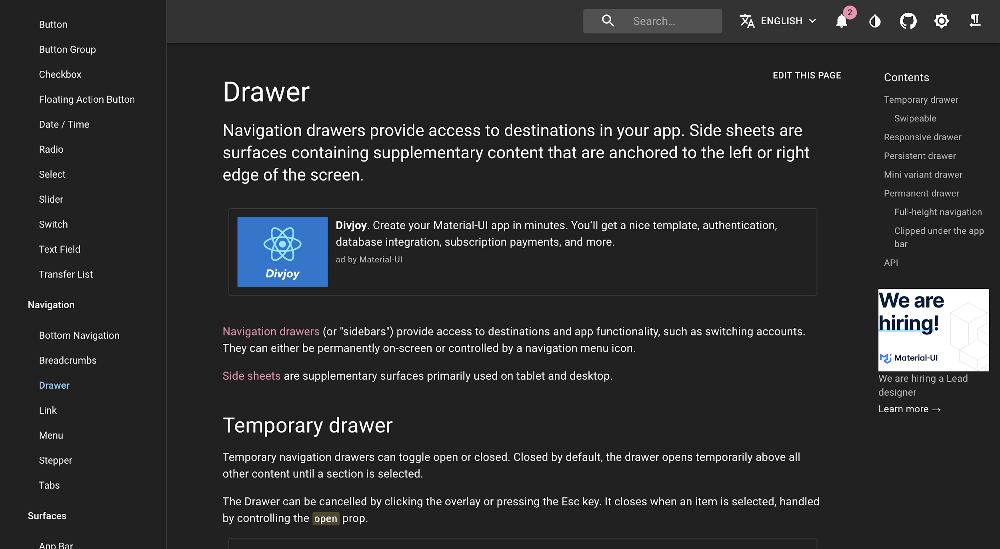 Button
Button Group
Checkbox
Floating Action Button
Date / Time
Radio
Select
Slider
Switch
Text Field
Transfer List
Navigation
Bottom Navigation
Breadcrumbs
Drawer
Link
Menu
Stepper
Tabs
Surfaces
App Bar
Search…
ENGLISH
2
EDIT THIS PAGE
Drawer
Navigation drawers provide access to destinations in your app. Side sheets are
surfaces containing supplementary content that are anchored to the left or right
edge of the screen.
Divjoy
Divjoy. Create your Material-UI app in minutes. You’ll get a nice template, authentication,
database integration, subscription payments, and more.
ad by Material-UI
Navigation drawers (or "sidebars") provide access to destinations and app functionality, such as switching accounts.
They can either be permanently on-screen or controlled by a navigation menu icon.
Side sheets are supplementary surfaces primarily used on tablet and desktop.
Temporary drawer
Temporary navigation drawers can toggle open or closed. Closed by default, the drawer opens temporarily above all
other content until a section is selected.
The Drawer can be cancelled by clicking the overlay or pressing the Esc key. It closes when an item is selected, handled
by controlling the open prop.
Contents
Temporary drawer
Swipeable
Responsive drawer
Persistent drawer
Mini variant drawer
Permanent drawer
Full-height navigation
Clipped under the app
bar
API
We are
hiring!
Material-UI
We are hiring a Lead
designer
Learn more →